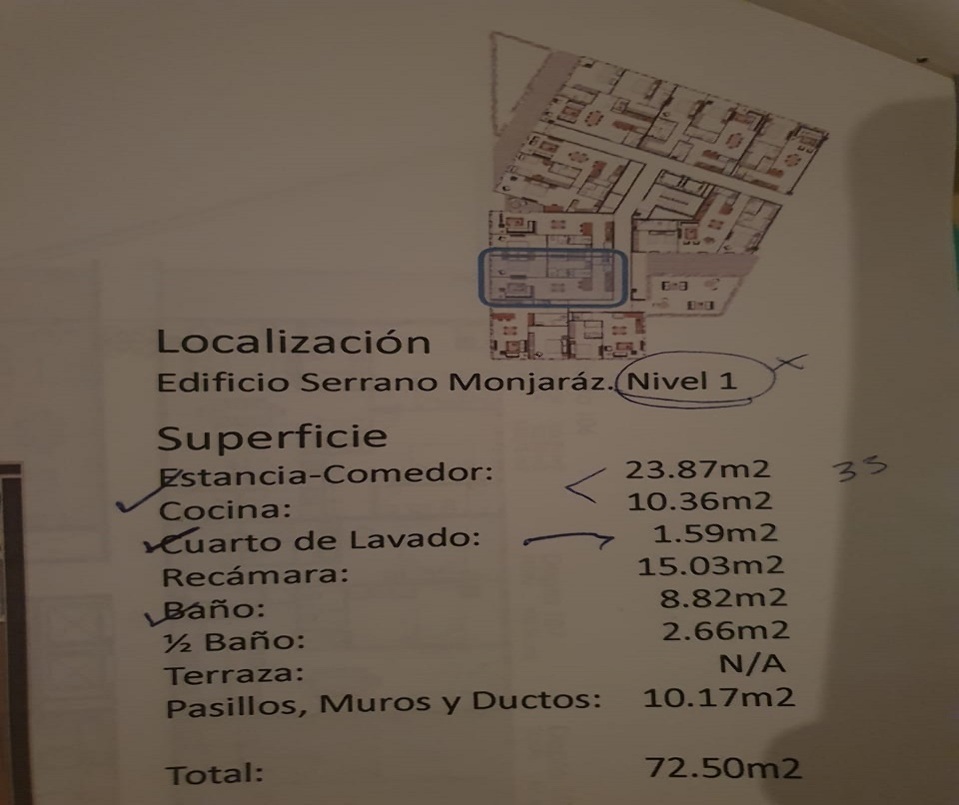 Localización
Edificio Serrano Monjaráz. Nivel 1
Superficie
Estancia-Comedor: 23.87m2 35
Cocina: 10.36m2
Cuarto de Lavado: 1.59m2
Recámara: 15.03m2
Baño: 8.82m2
½ Baño: 2.66m2
Terraza: N/A
Pasillos, Muros y Ductos: 10.17m2
Total: 72.50m2